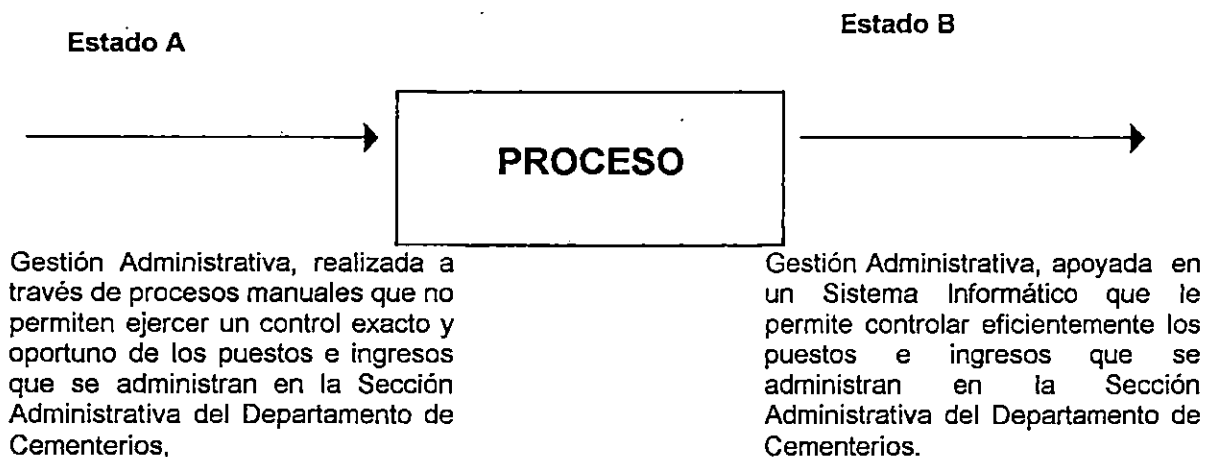 Estado A
Estado B
PROCESO
Gestión Administrativa, realizada a
través de procesos manuales que no
permiten ejercer un control exacto y
oportuno de los puestos e ingresos
que se administran en la Sección
Administrativa del Departamento de
Cementerios,
Gestión Administrativa, apoyada en
un Sistema Informático que le
permite controlar eficientemente los
puestos e ingresos que se
administran en la Sección
Administrativa del Departamento de
Cementerios.